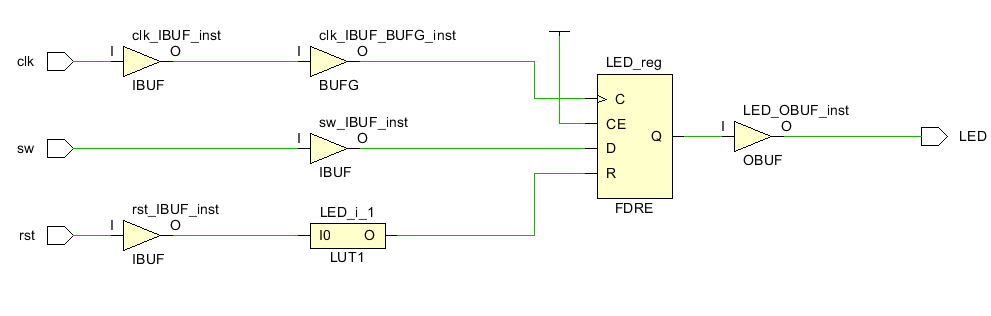 clk
I
clk_IBUF_inst
O
IBUF
I
clk_IBUF_BUFG_inst
O
BUFG
sw
I
sw_IBUF_inst
O
IBUF
rst
I
rst_IBUF_inst
O
IBUF
LED_i_1
I0 O
LUT1
LED_reg
C
CE
D
R
Q
FDRE
I
LED_OBUF_inst
O
OBUF
LED